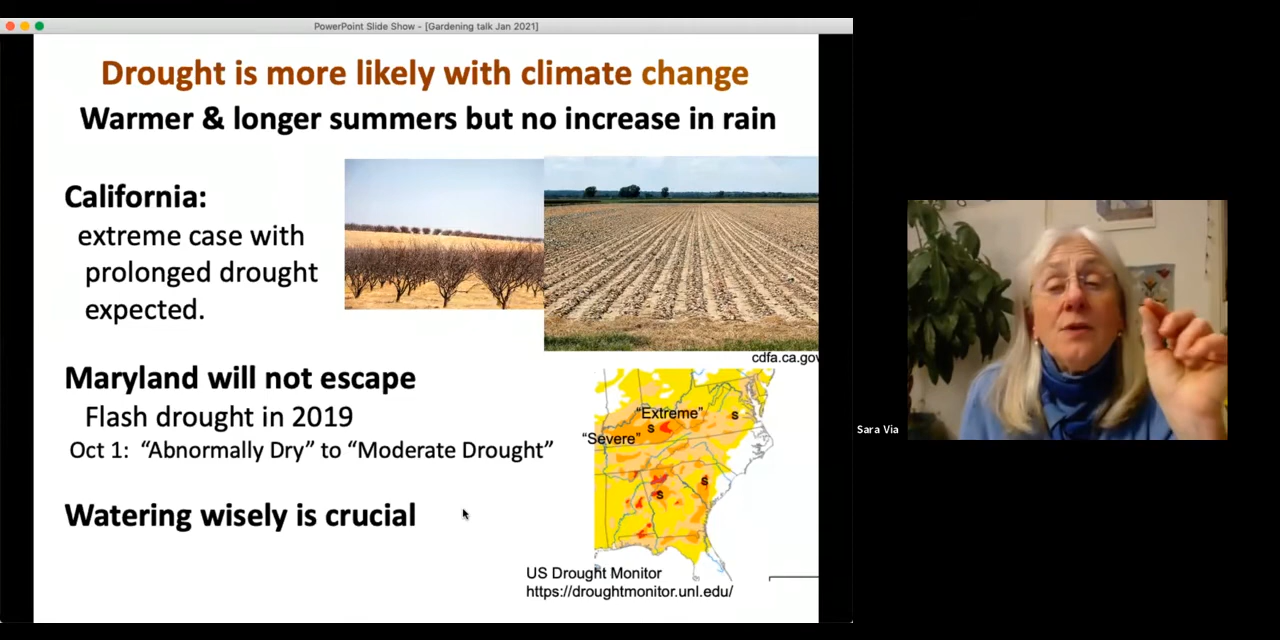 PowerPoint Slide Show - [Gardening talk Jan 2021]
Drought is more likely with climate change
Warmer & longer summers but no increase in rain
California:
extreme case with
prolonged drought
expected.
cdfa.ca.gov
Maryland will not escape
Flash drought in 2019
Oct 1: “Abnormally Dry” to “Moderate Drought”
“Extreme”
S
S
“Severe”
S
S
Watering wisely is crucial
US Drought Monitor
https://droughtmonitor.unl.edu/
Sara Via